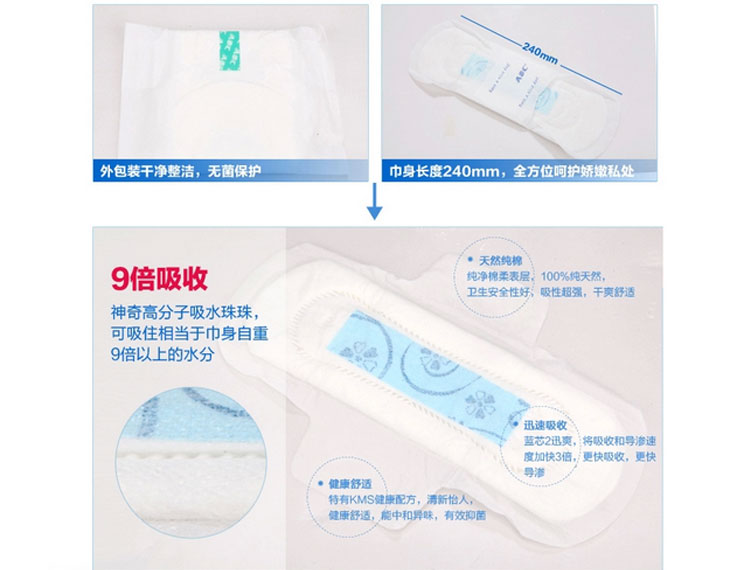 ABC
外包装干净整洁，无菌保护
240mm
ABC
巾身长度240mm，全方位呵护娇嫩私处
9倍吸收
神奇高分子吸水珠珠，
可吸住相当于巾身自重
9倍以上的水分
天然纯棉
纯净棉柔表层，100%纯天然，
卫生安全性好，吸性超强，干爽舒适
迅速吸收
蓝芯2迅爽，将吸收和导渗速
度加快3倍，更快吸收，更快
导渗
健康舒适
特有KMS健康配方，清新怡人，
健康舒适，能中和异味，有效抑菌